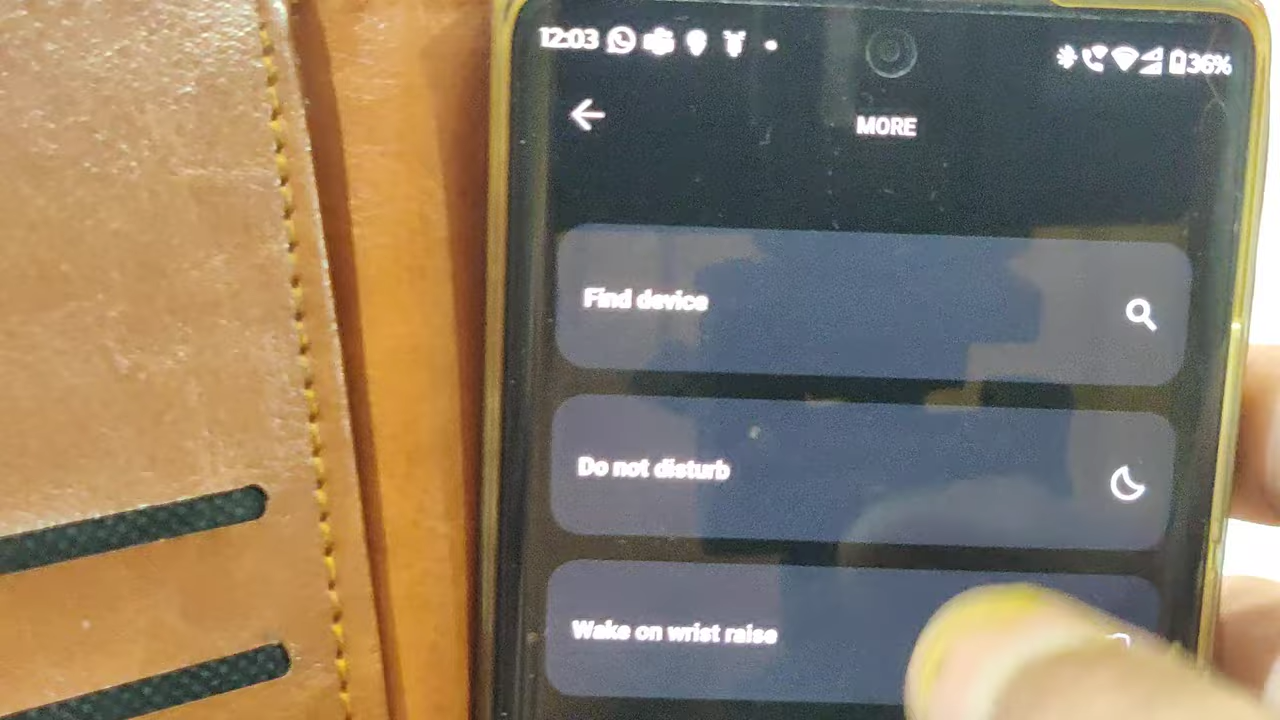 12:03
36%
MORE
Find device
Do not disturb
Wake on wrist raise